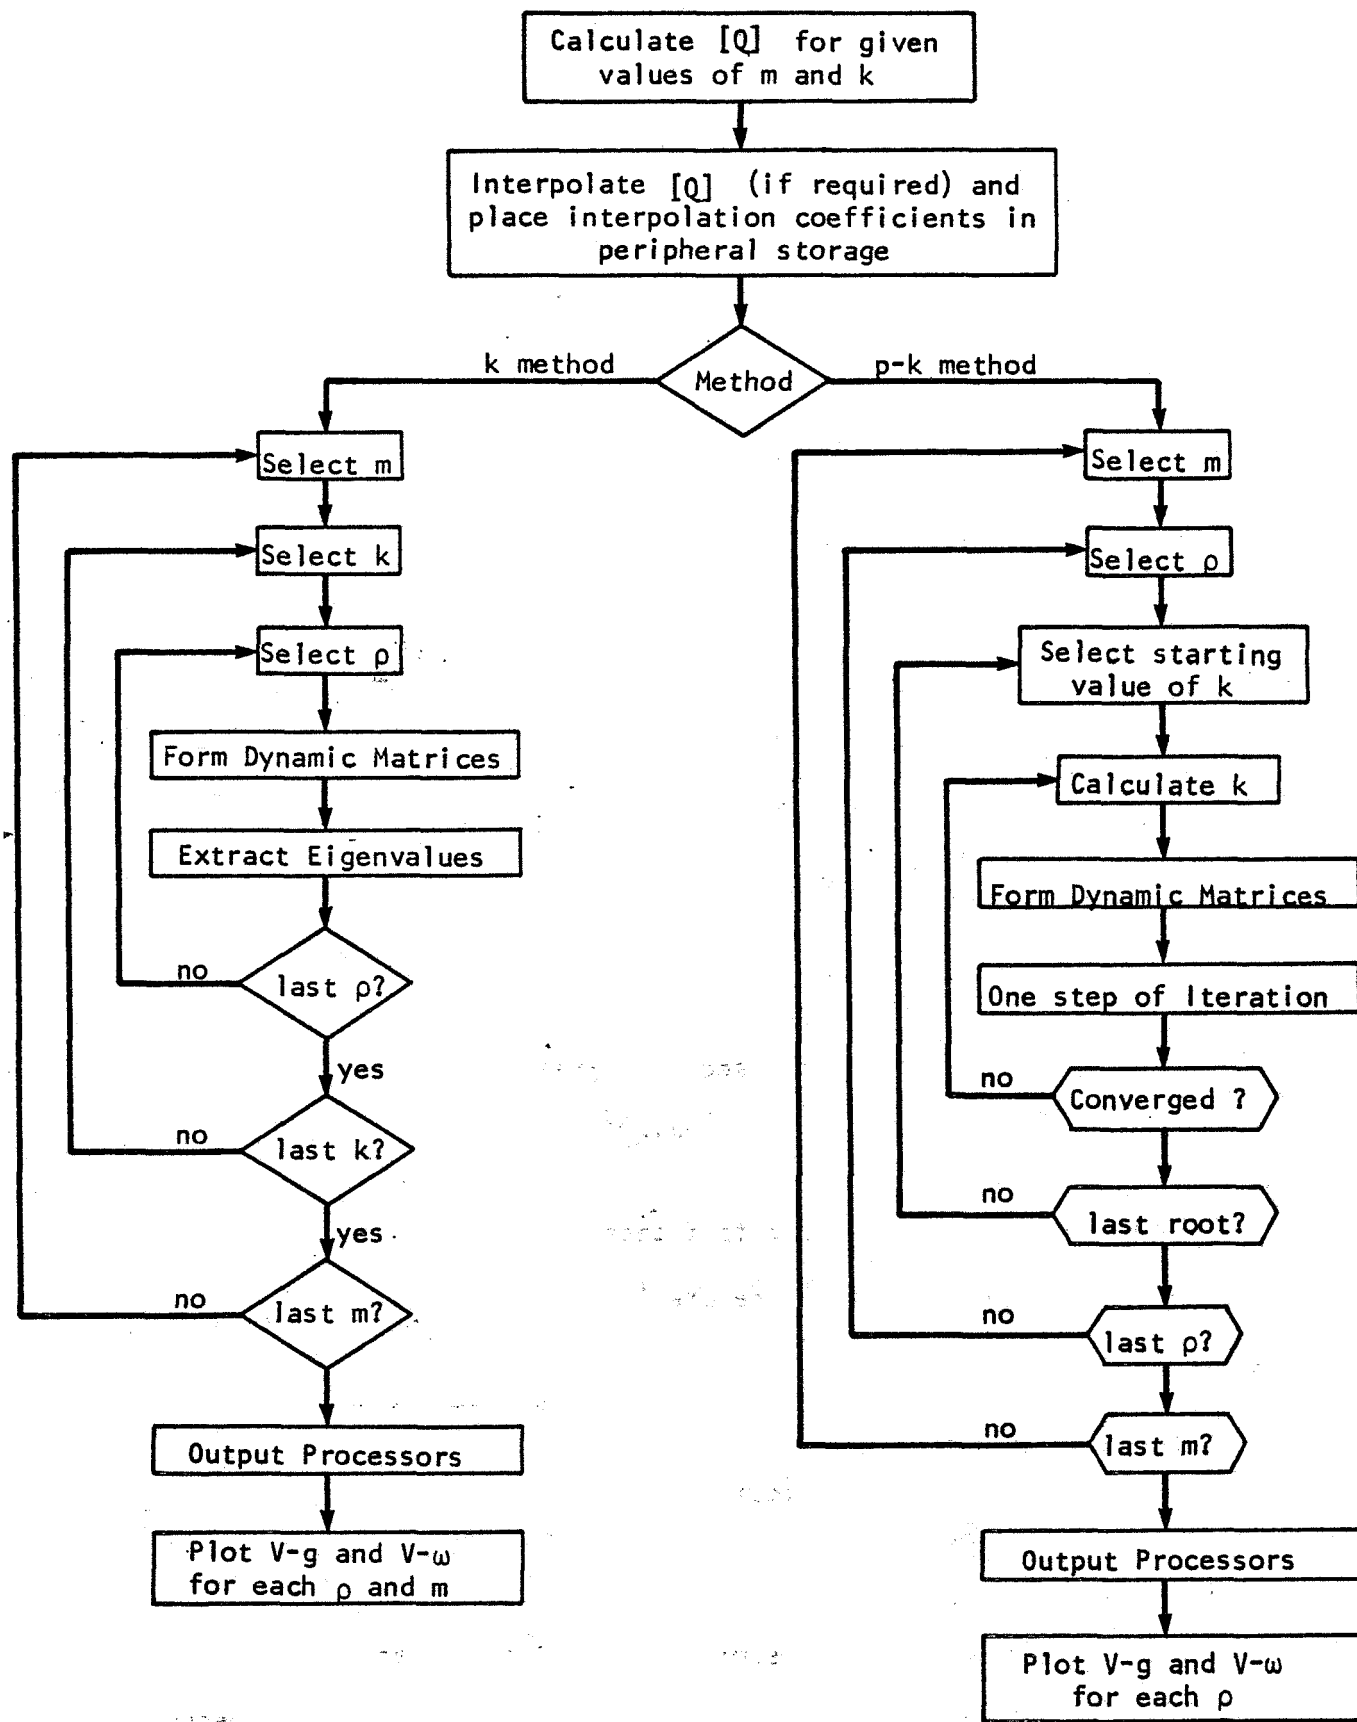 Calculate [Q] for given
values of m and k
Interpolate [Q] (if required) and
place interpolation coefficients in
peripheral storage
Method
k method
p-k method
Select m
Select k
Select ρ
Form Dynamic Matrices
Extract Eigenvalues
last ρ?
no
yes
last k?
no
yes
last m?
no
Output Processors
Plot V-g and V-ω
for each ρ and m
Select m
Select ρ
Select starting
value of k
Calculate k
Form Dynamic Matrices
One step of Iteration
Converged ?
no
last root?
no
last ρ?
no
last m?
no
Output Processors
Plot V-g and V-ω
for each ρ